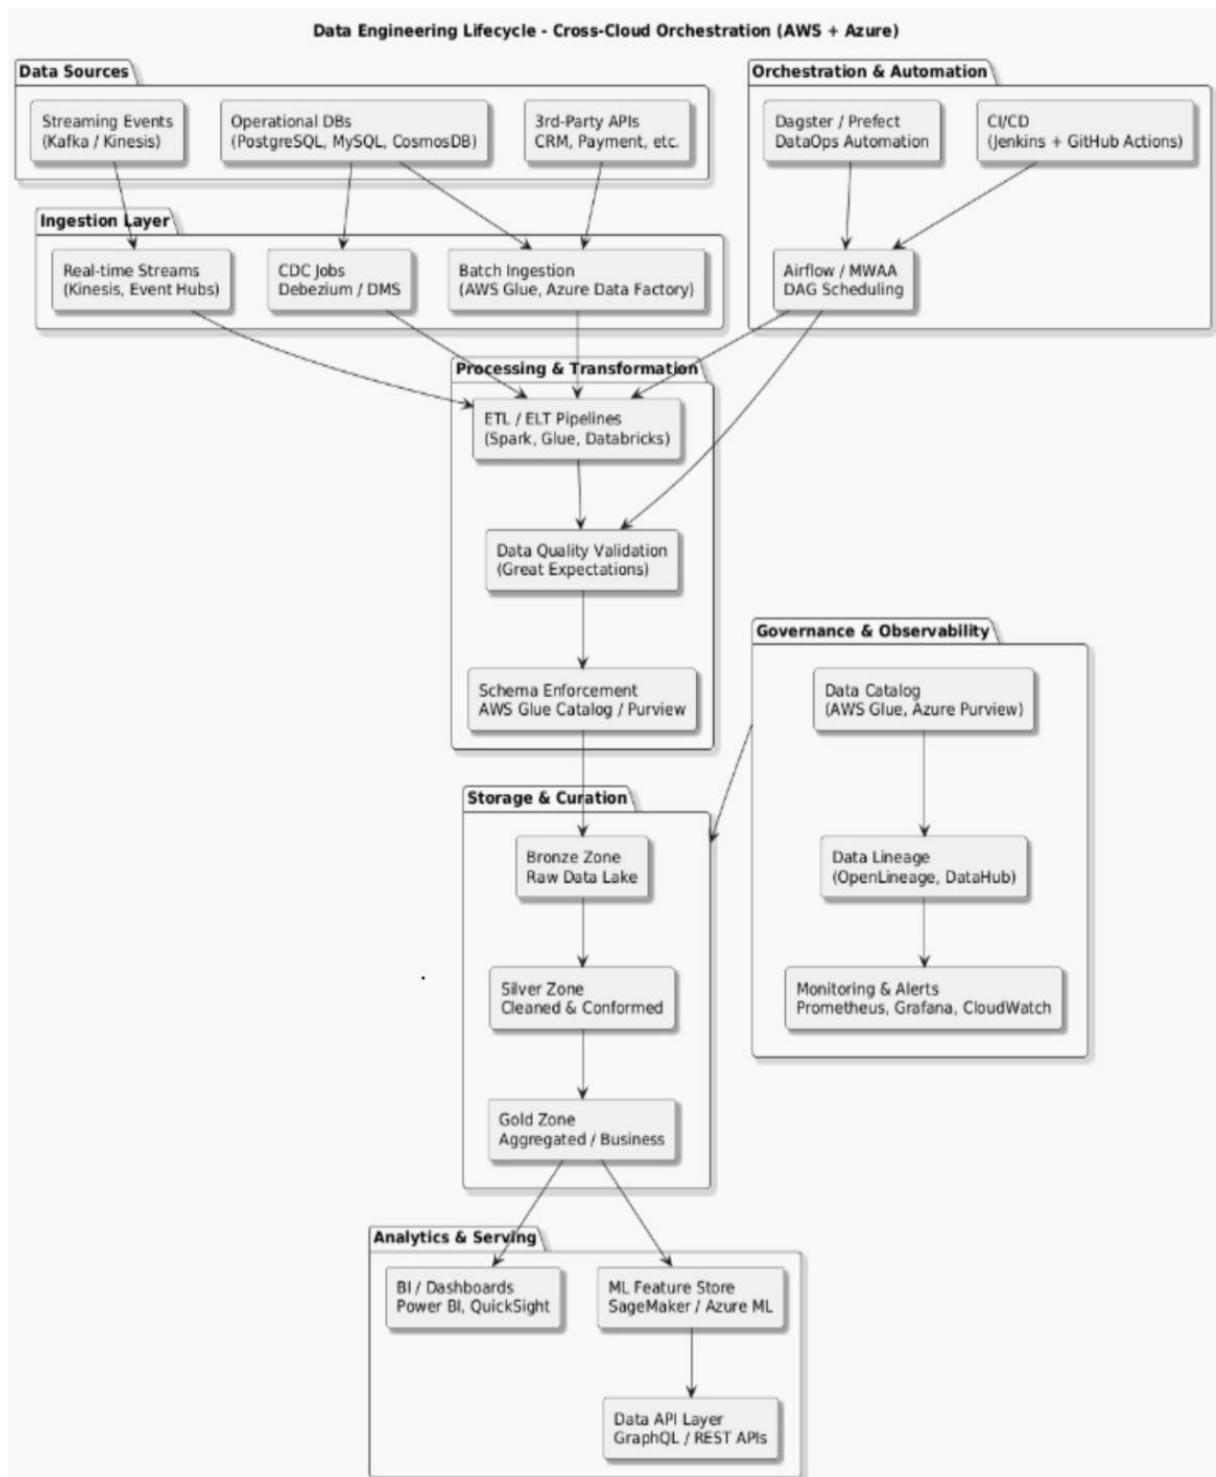 Data Engineering Lifecycle - Cross-Cloud Orchestration (AWS + Azure)
Data Sources
Streaming Events
(Kafka / Kinesis)
Operational DBs
(PostgreSQL, MySQL, CosmosDB)
3rd-Party APIs
CRM, Payment, etc.
Orchestration & Automation
Dagster / Prefect
DataOps Automation
CI/CD
(Jenkins + GitHub Actions)
Airflow / MWAA
DAG Scheduling
Ingestion Layer
Real-time Streams
(Kinesis, Event Hubs)
CDC Jobs
Debezium / DMS
Batch Ingestion
(AWS Glue, Azure Data Factory)
Processing & Transformation
ETL / ELT Pipelines
(Spark, Glue, Databricks)
Data Quality Validation
(Great Expectations)
Schema Enforcement
AWS Glue Catalog / Purview
Governance & Observability
Data Catalog
(AWS Glue, Azure Purview)
Data Lineage
(OpenLineage, DataHub)
Monitoring & Alerts
Prometheus, Grafana, CloudWatch
Storage & Curation
Bronze Zone
Raw Data Lake
Silver Zone
Cleaned & Conformed
Gold Zone
Aggregated / Business
Analytics & Serving
BI / Dashboards
Power BI, QuickSight
ML Feature Store
SageMaker / Azure ML
Data API Layer
GraphQL / REST APIs